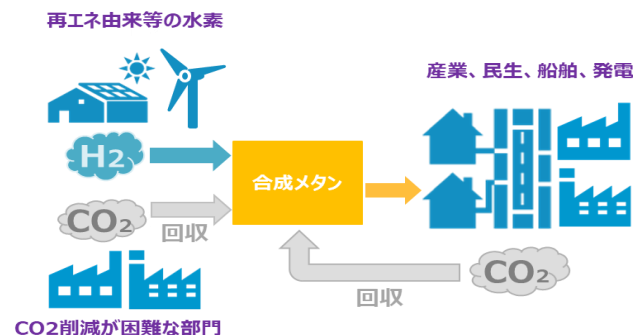 再エネ由来等の水素
産業、民生、船舶、発電
H2
合成メタン
CO2
回収
CO2
回収
CO2削減が困難な部門